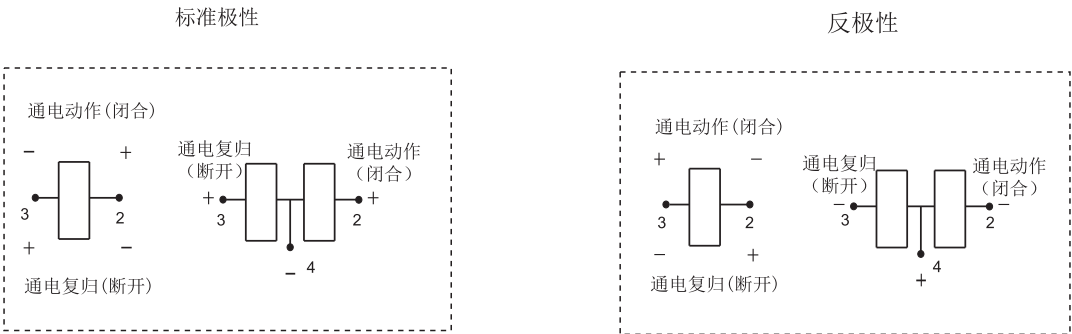 标准极性
通电动作(闭合)
− +
3 2
+ −
通电复归(断开)
通电复归
(断开)
通电动作
(闭合)
+ +
3 2
− 4
反极性
通电动作(闭合)
+ −
3 2
− +
通电复归(断开)
通电复归
(断开)
通电动作
(闭合)
− −
3 2
4
+